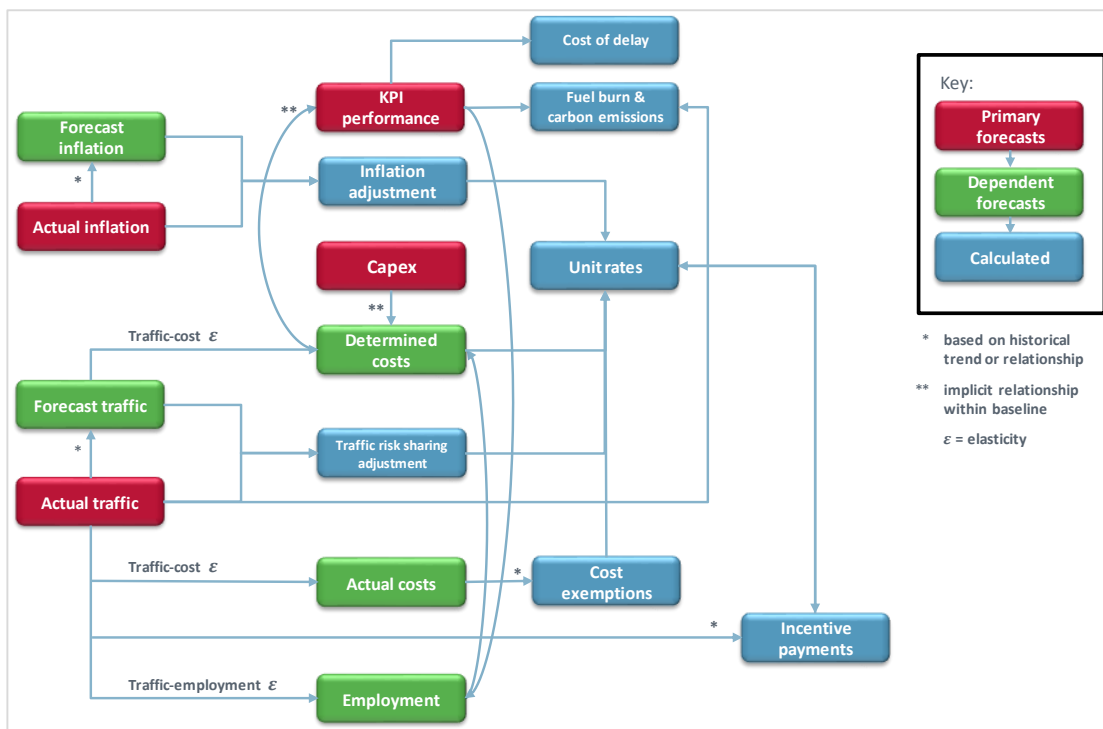 Cost of delay
KPI
performance
**
Fuel burn &
carbon emissions
Forecast
inflation
*
Inflation
adjustment
Actual inflation
Capex
**
Unit rates
Traffic-cost ε
Determined
costs
Forecast traffic
*
Traffic risk sharing
adjustment
Actual traffic
Traffic-cost ε
Actual costs
*
Cost
exemptions
*
Incentive
payments
Traffic-employment ε
Employment
Key:
Primary
forecasts
Dependent
forecasts
Calculated
* based on historical
trend or relationship
** implicit relationship
within baseline
ε = elasticity